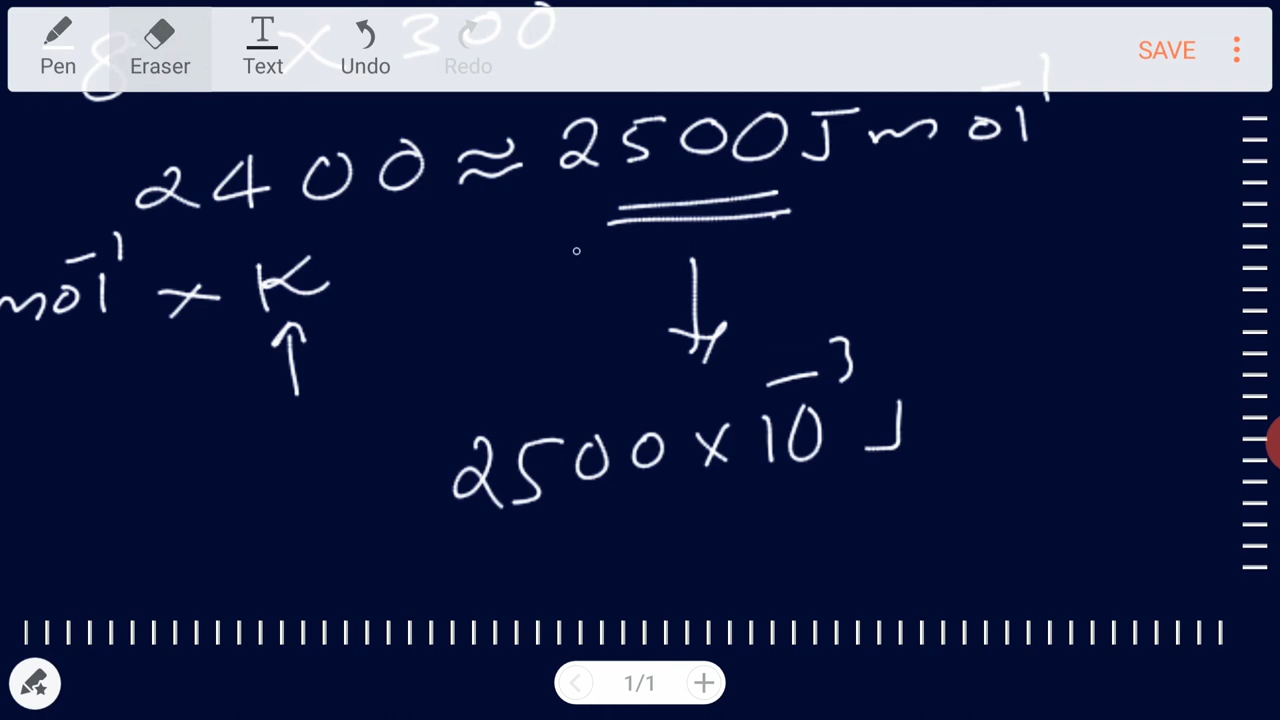 8 x 300
Pen Eraser Text Undo Redo SAVE
2400 ≈ 2500 J mol⁻¹
mol⁻¹ x K
↑ ↓
2500 x 10⁻³ J
1/1